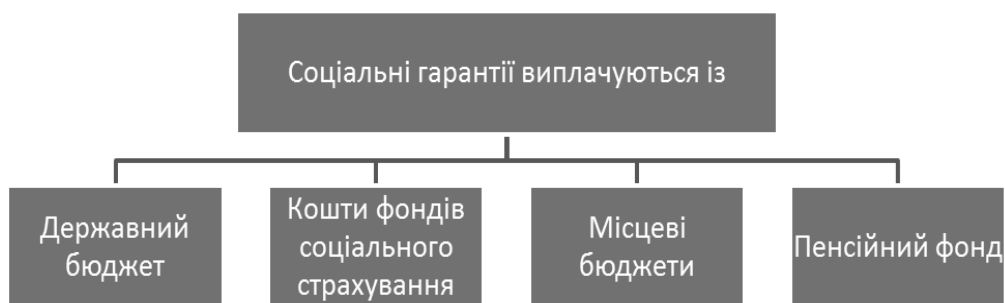 Соціальні гарантії виплачуються із
Державний
бюджет
Кошти фондів
соціального
страхування
Місцеві
бюджети
Пенсійний фонд